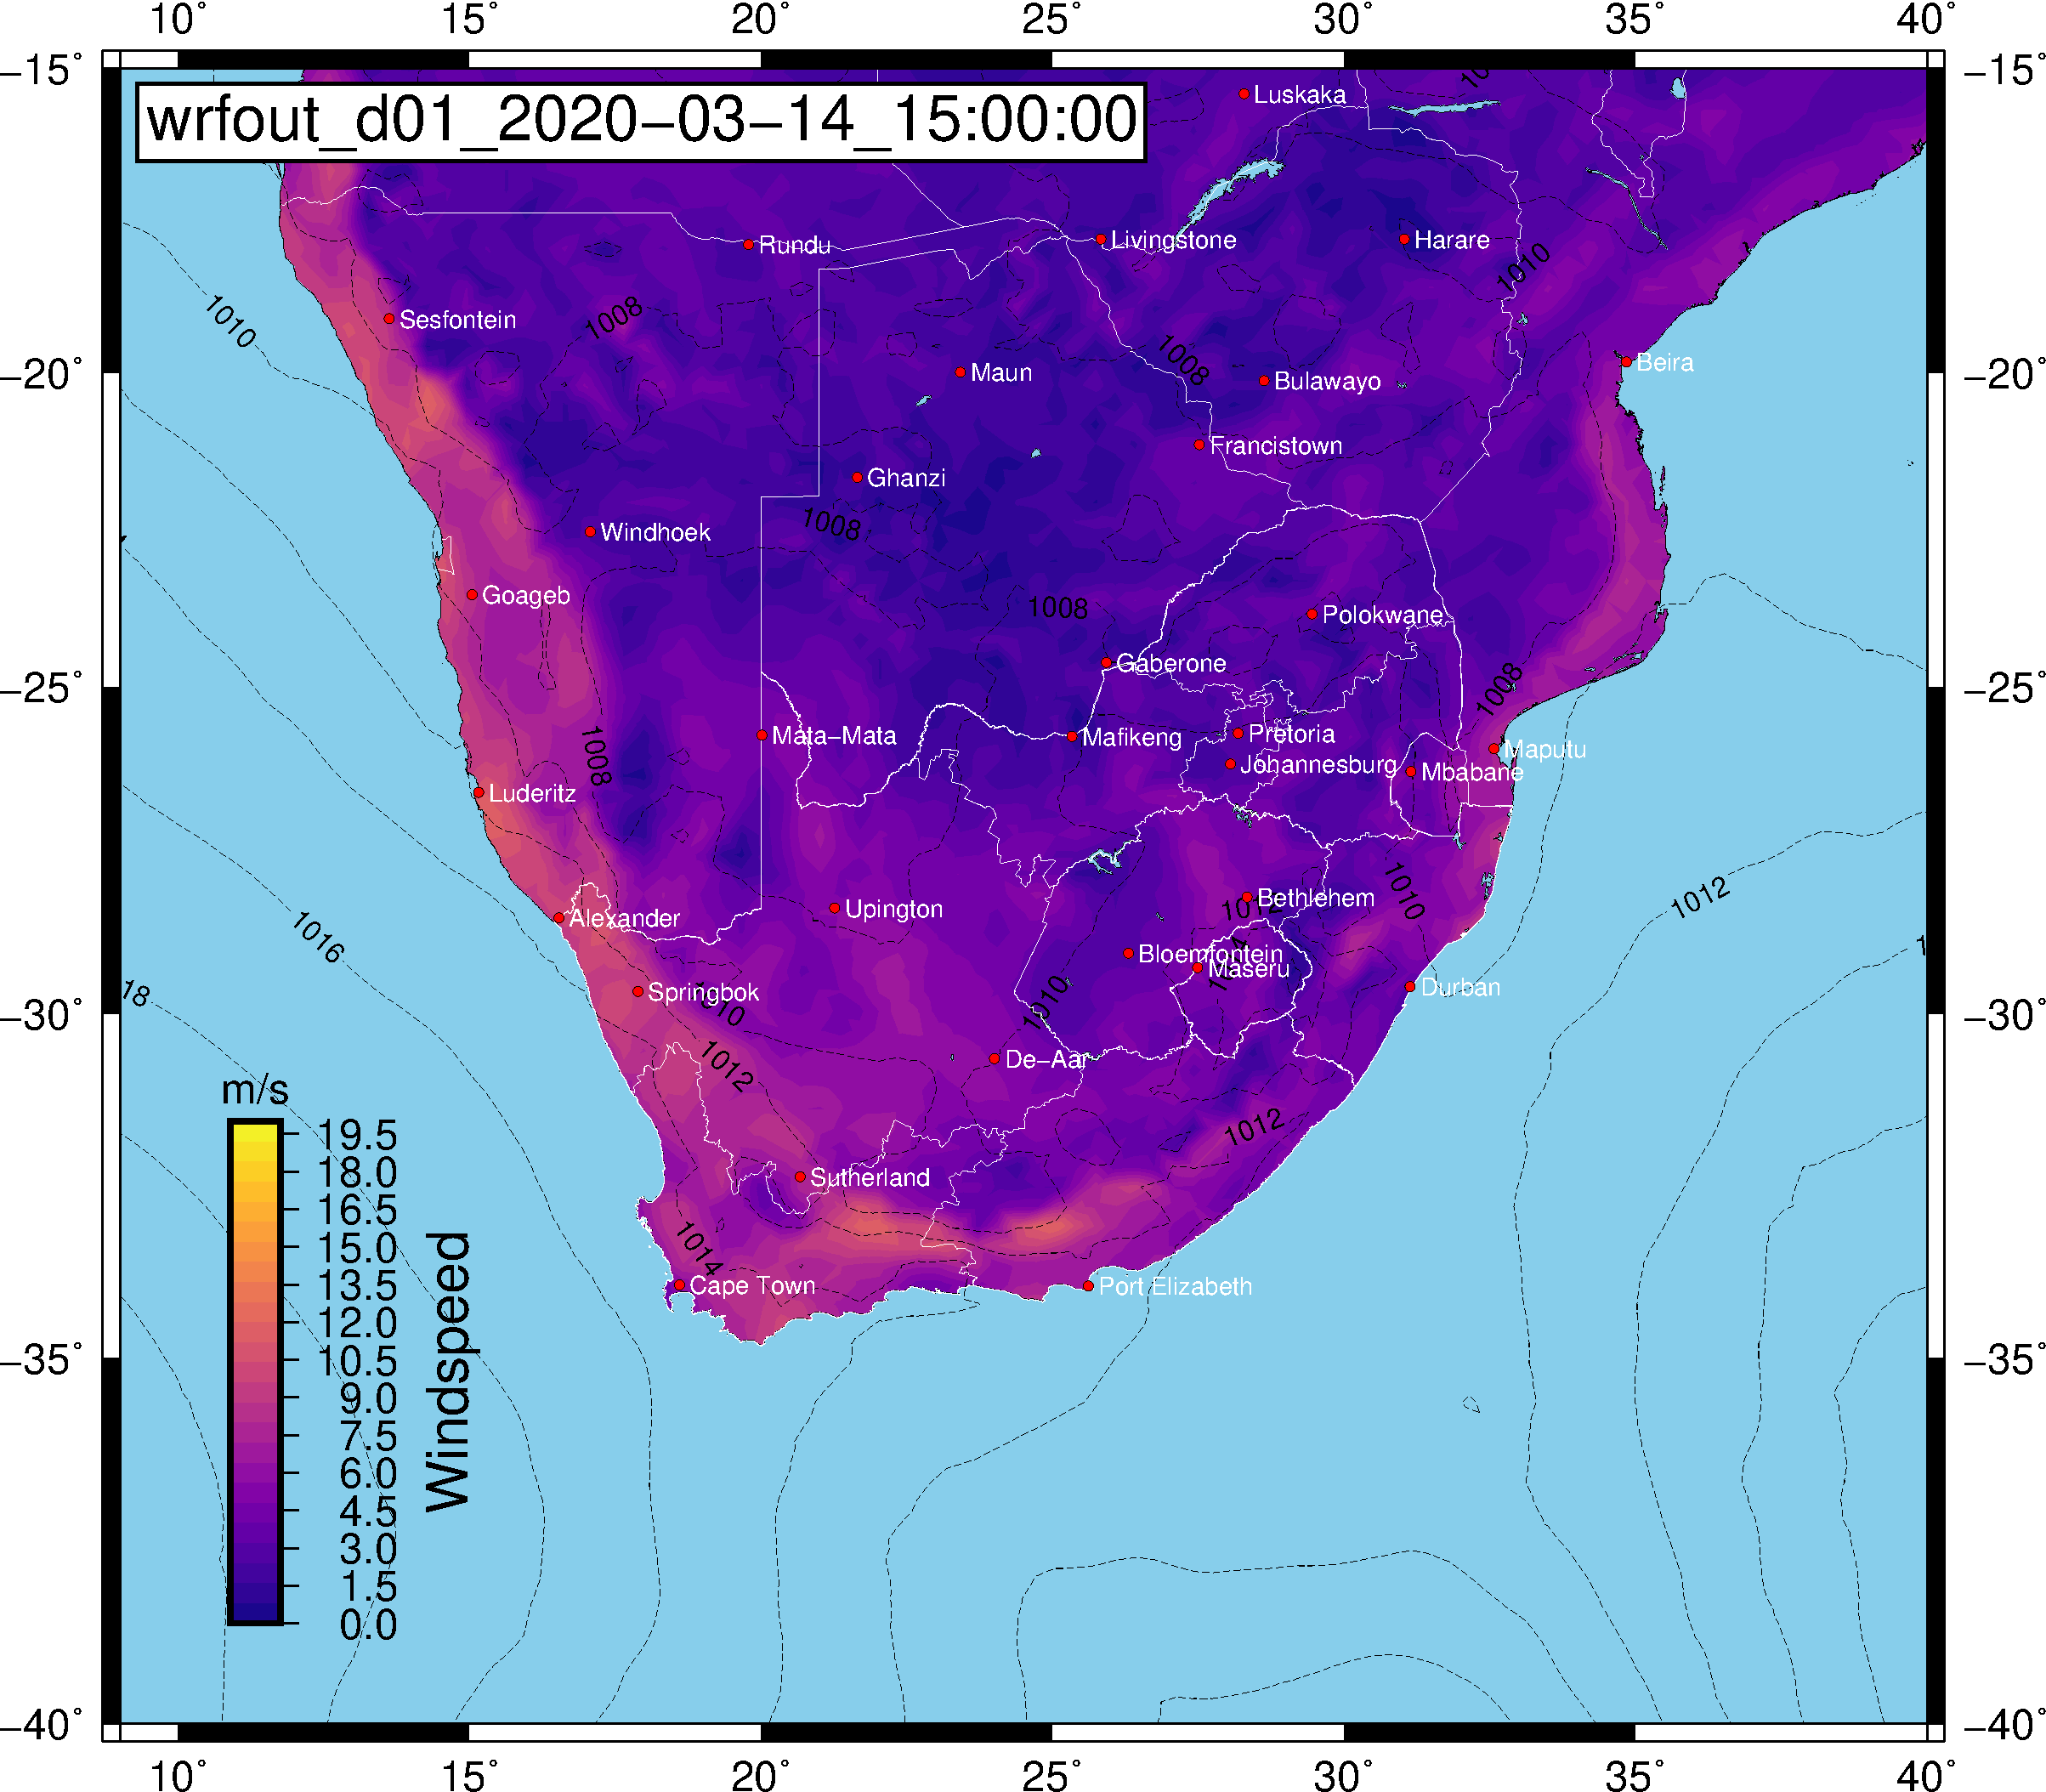 10° 15° 20° 25° 30° 35° 40°
−15° −15°
wrfout_d01_2020−03−14_15:00:00
Luskaka
Rundu
Livingstone
Harare
1010
1010
Sesfontein
1008
1008
Beira
−20° −20°
Maun
Bulawayo
Francistown
Ghanzi
1008
Windhoek
Goageb
1008
Polokwane
Gaberone
−25° −25°
1008
1008
Mata−Mata
Mafikeng
Pretoria
Maputu
Johannesburg
Mbabane
Luderitz
1010
1012
Bethlehem
1012
Upington
Alexander
1016
Bloemfontein
Maseru
18
Springbok
Durban
1010
1010
−30° −30°
1012
De−Aar
m/s
1012
19.5
18.0
16.5
15.0
13.5
12.0
10.5
9.0
7.5
6.0
4.5
3.0
1.5
0.0
Windspeed
Sutherland
1014
Cape Town
Port Elizabeth
−35° −35°
−40° −40°
10° 15° 20° 25° 30° 35° 40°